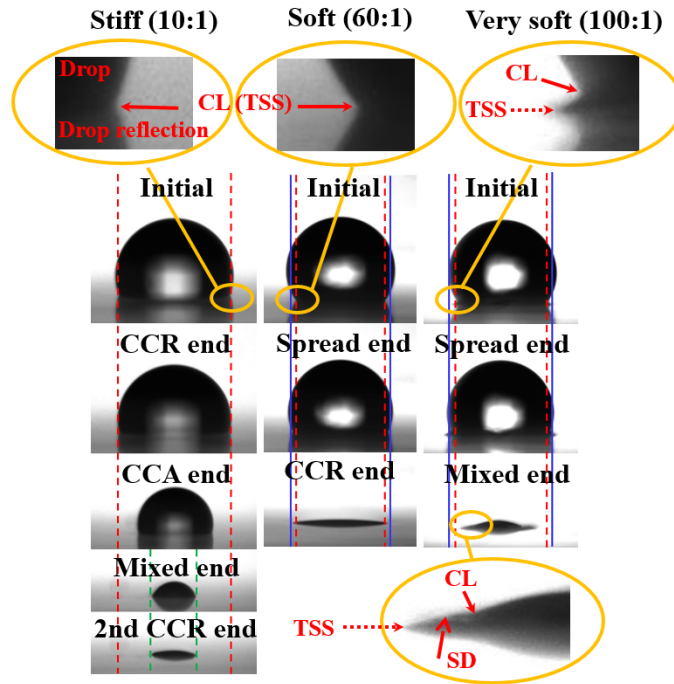 Stiff (10:1) Soft (60:1) Very soft (100:1)
Drop
CL (TSS)
Drop reflection
CL
TSS
Initial Initial Initial
CCR end Spread end Spread end
CCA end CCR end Mixed end
Mixed end
2nd CCR end
CL
TSS
SD